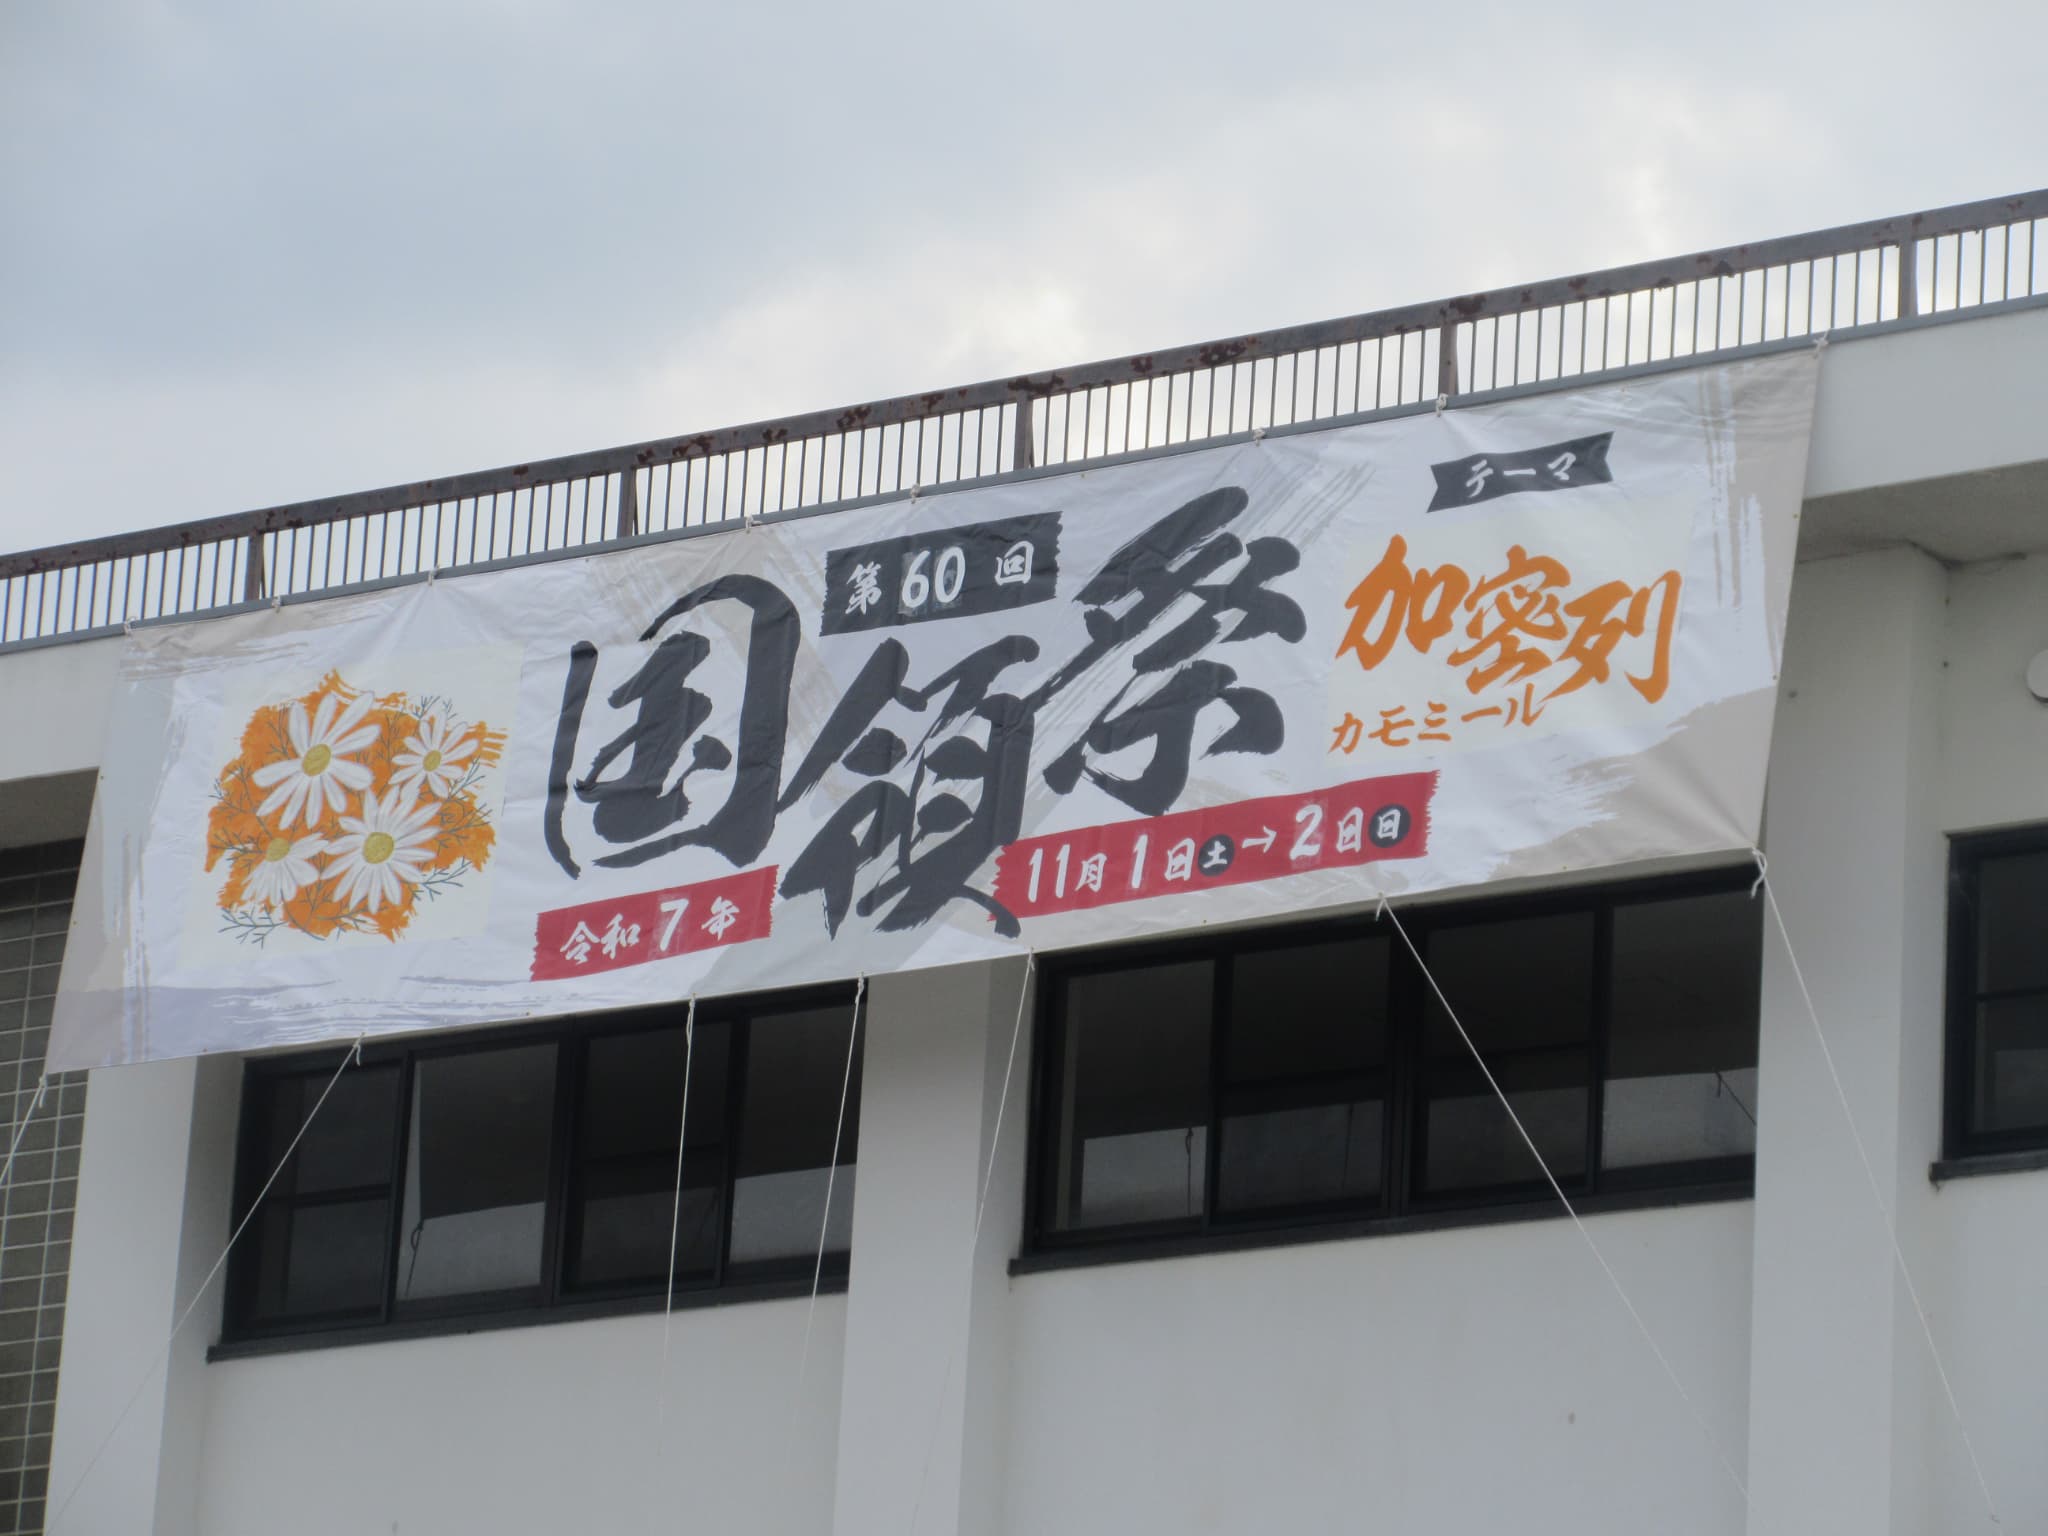 第60回
国領祭
令和7年
11月1日土→2日日
テーマ
加密列
カモミール